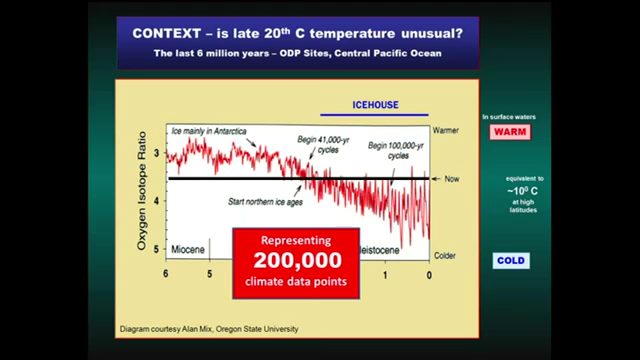 CONTEXT – is late 20th C temperature unusual?
The last 6 million years – ODP Sites, Central Pacific Ocean
ICEHOUSE
In surface waters
WARM
Ice mainly in Antarctica
Begin 41,000-yr
cycles
Begin 100,000-yr
cycles
Warmer
Oxygen Isotope Ratio
3
4
5
Now
equivalent to
~10⁰ C
at high
latitudes
Start northern ice ages
Miocene
leistocene
Colder
COLD
Representing
200,000
climate data points
6 5 1 0
Diagram courtesy Alan Mix, Oregon State University